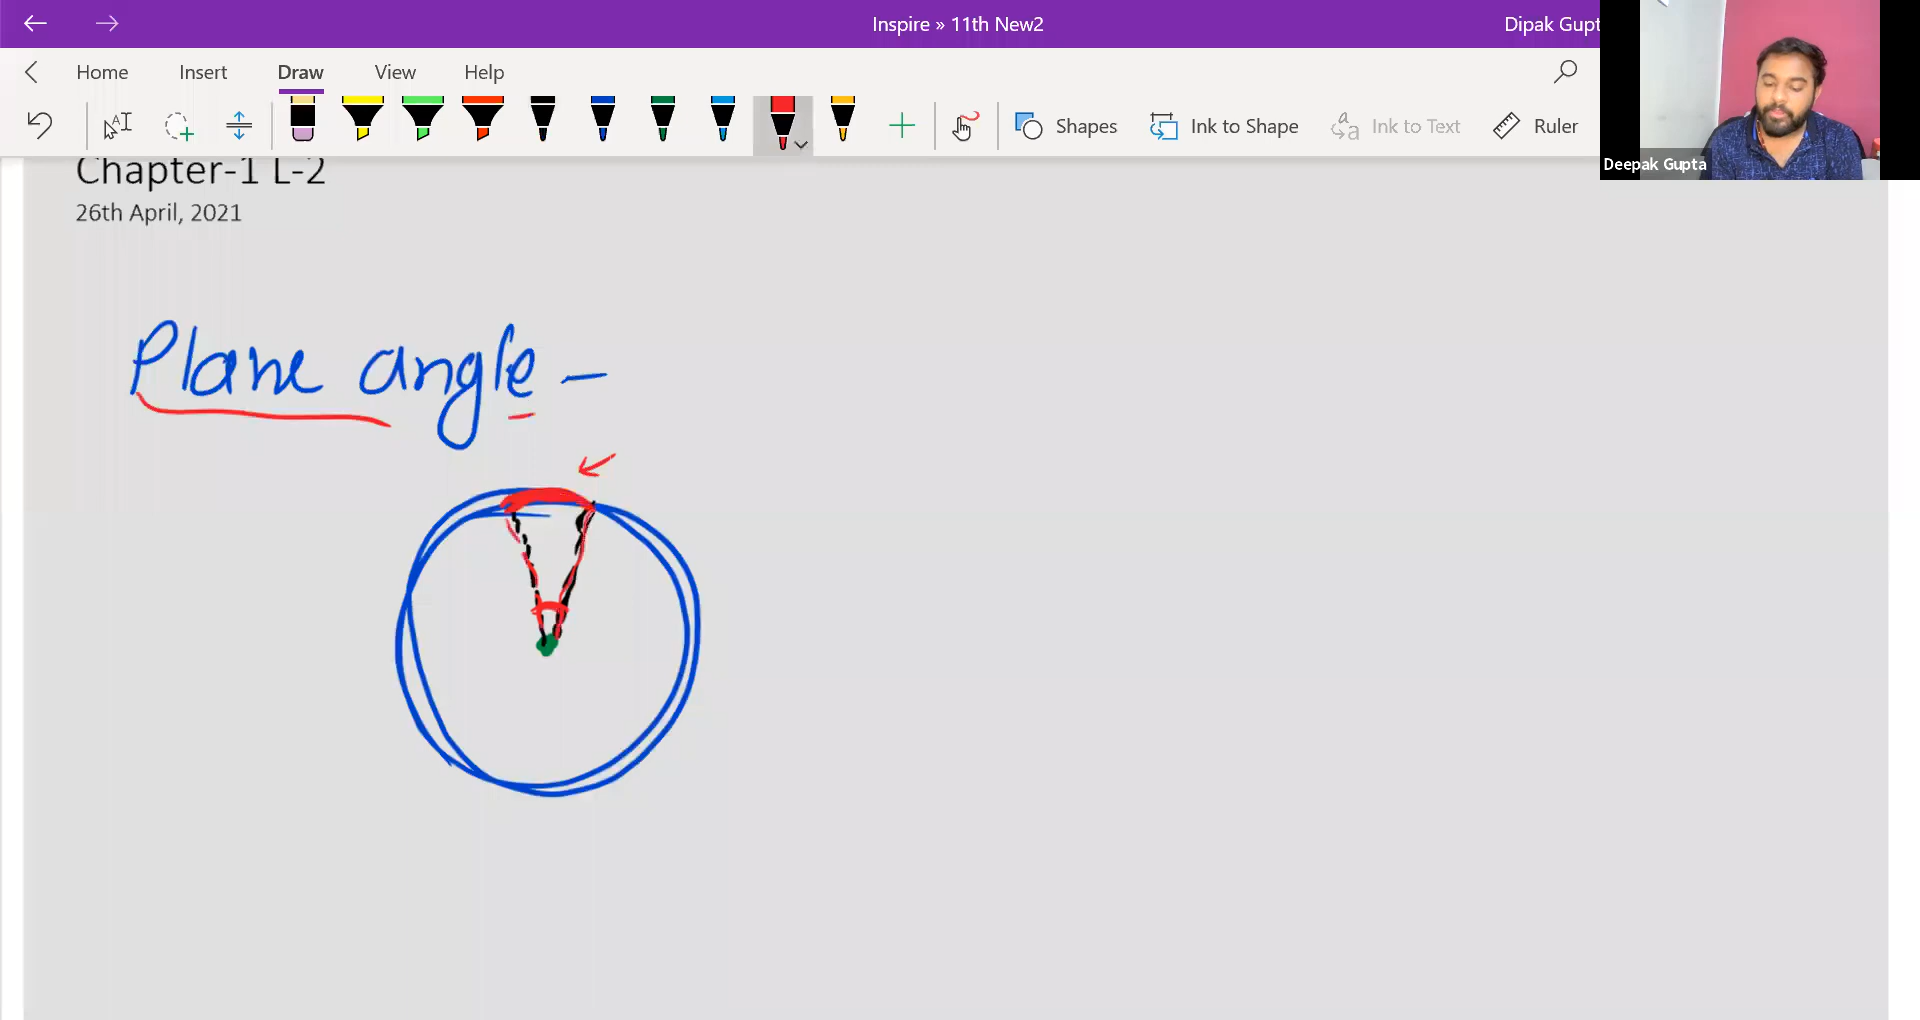 Inspire » 11th New2
Dipak Gupt
Home Insert Draw View Help
Shapes Ink to Shape Ink to Text Ruler
Deepak Gupta
Chapter-1 L-2
26th April, 2021
Plane angle –